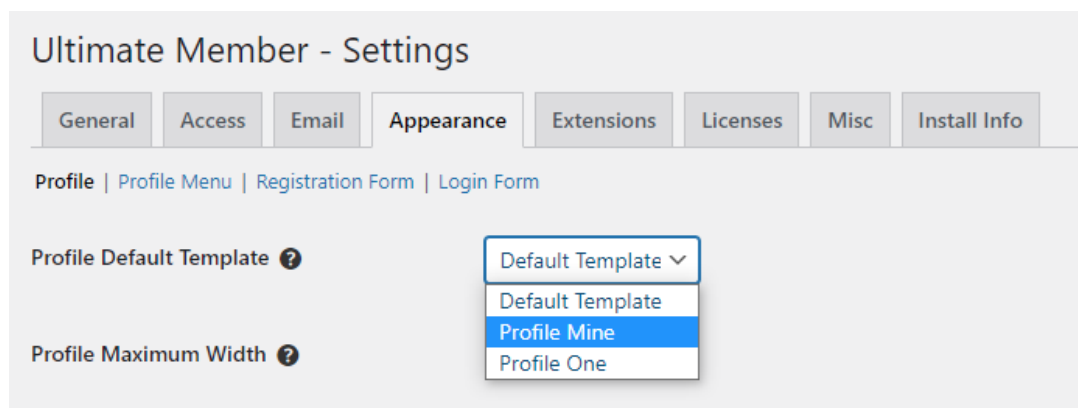 Ultimate Member - Settings
General Access Email Appearance Extensions Licenses Misc Install Info
Profile | Profile Menu | Registration Form | Login Form
Profile Default Template ? Default Template
Default Template
Profile Mine
Profile One
Profile Maximum Width ?